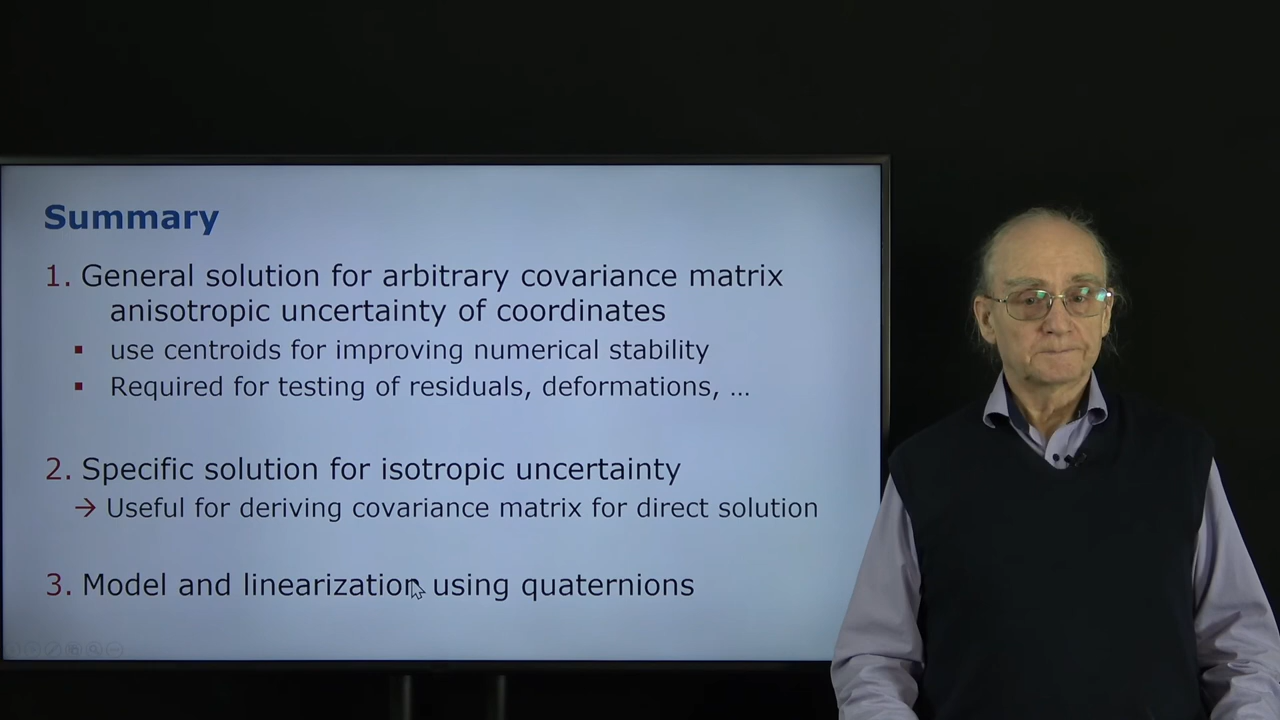 Summary
1. General solution for arbitrary covariance matrix
anisotropic uncertainty of coordinates
▪ use centroids for improving numerical stability
▪ Required for testing of residuals, deformations, …
2. Specific solution for isotropic uncertainty
→ Useful for deriving covariance matrix for direct solution
3. Model and linearization using quaternions